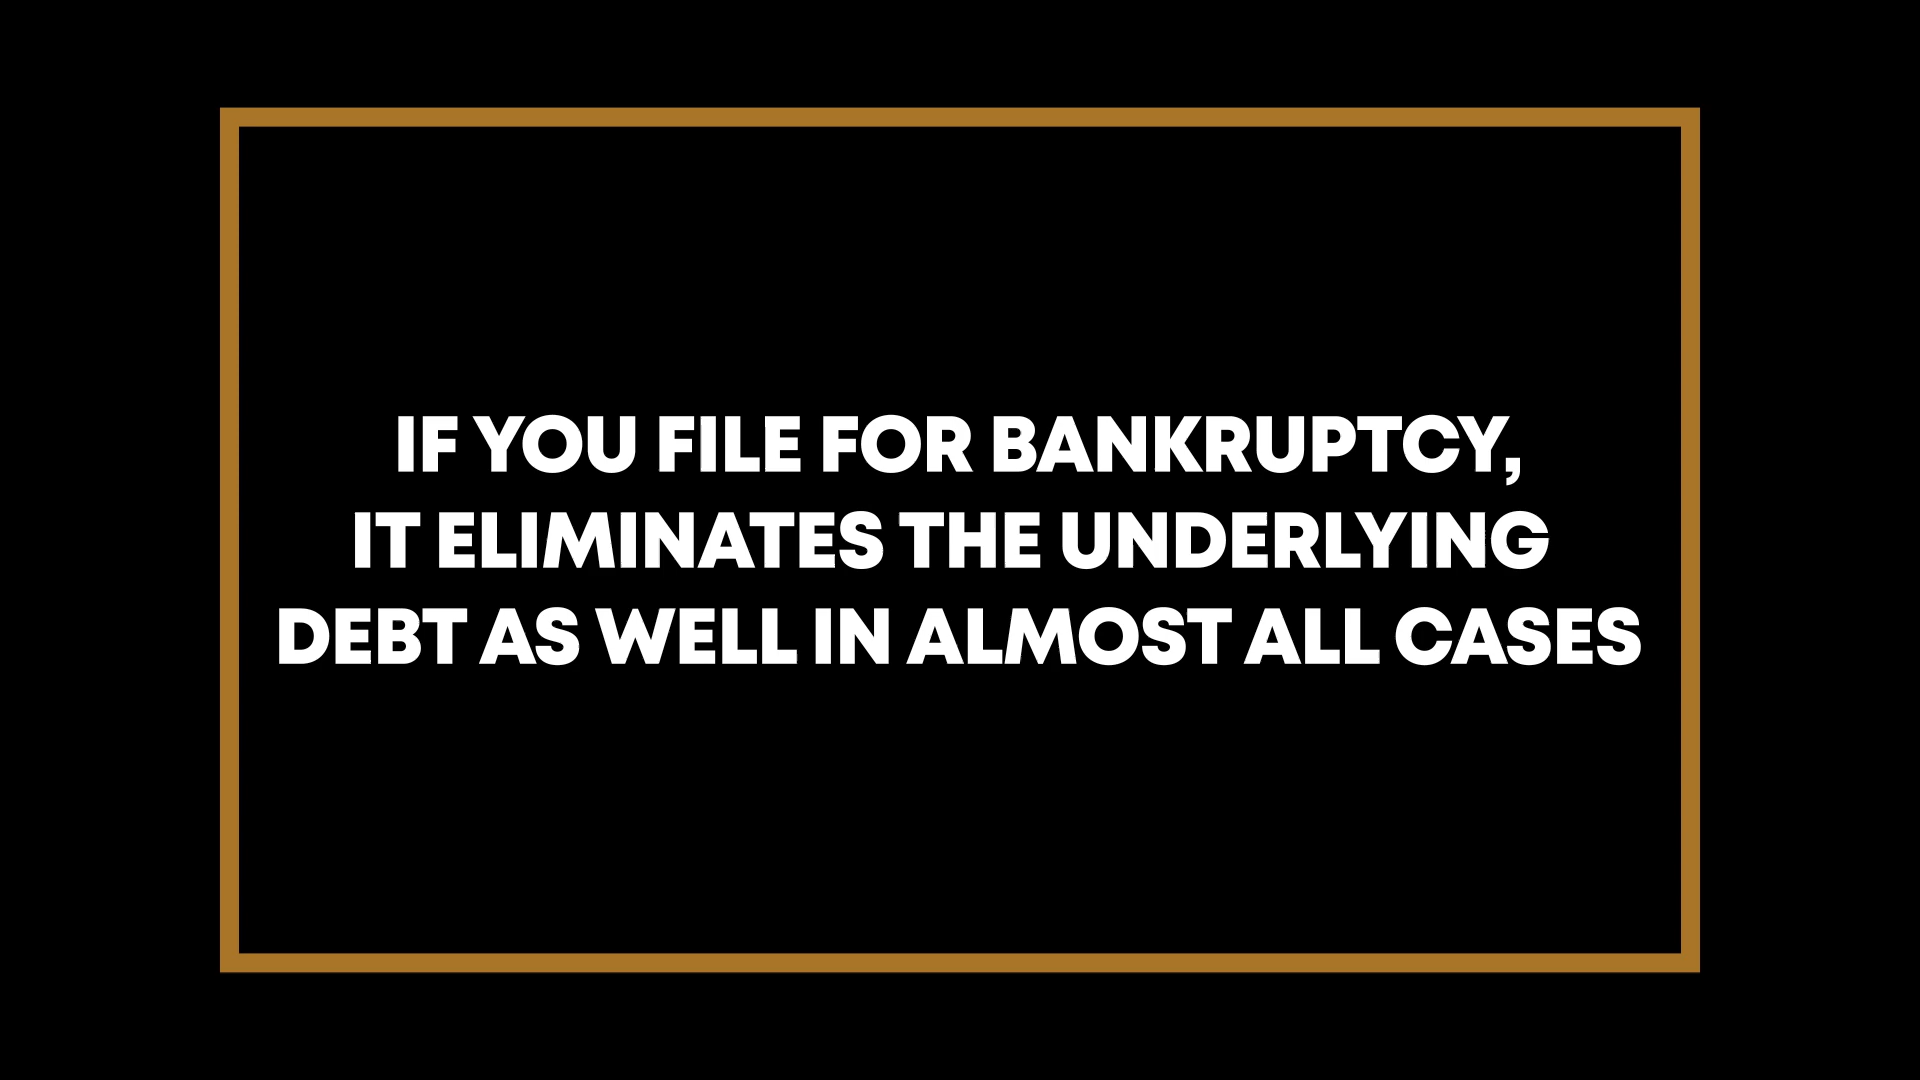 IF YOU FILE FOR BANKRUPTCY,
IT ELIMINATES THE UNDERLYING
DEBT AS WELL IN ALMOST ALL CASES